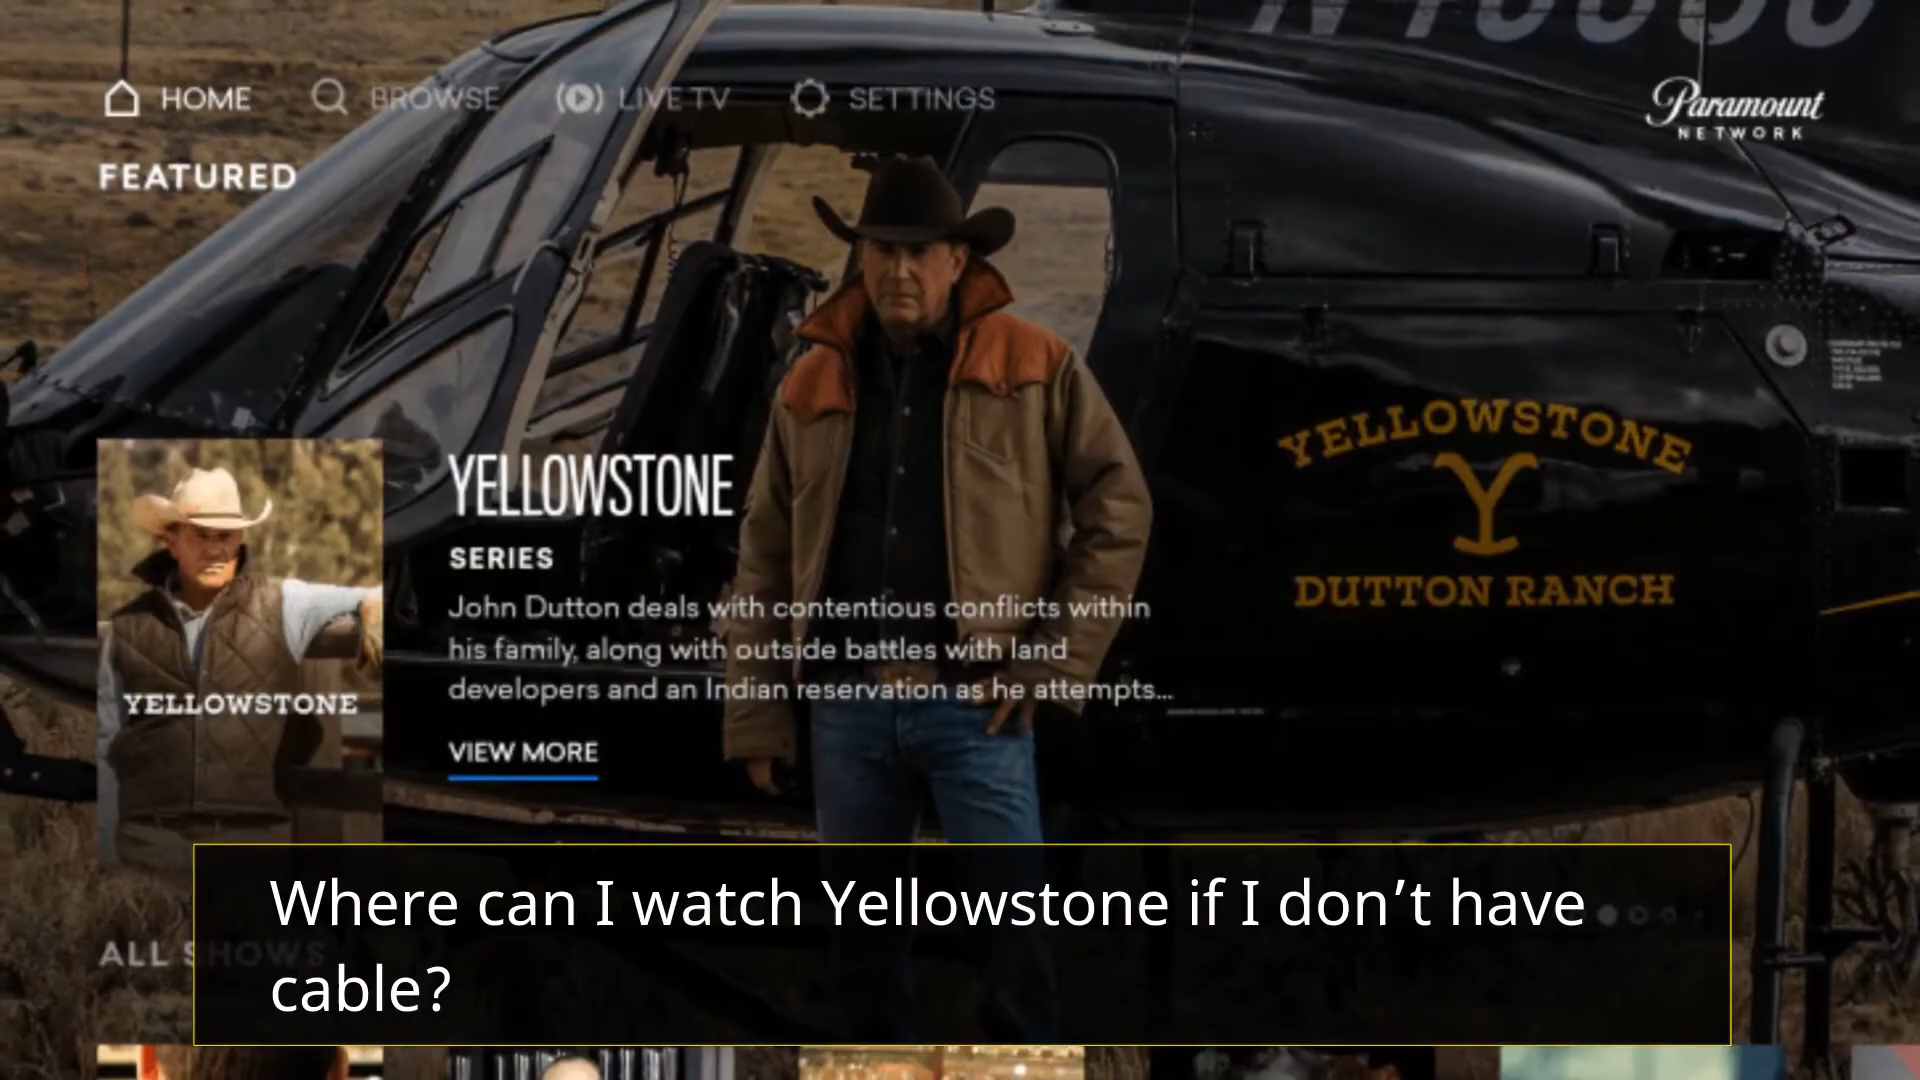 HOME
BROWSE
LIVE TV
SETTINGS
Paramount
NETWORK
FEATURED
YELLOWSTONE
DUTTON RANCH
YELLOWSTONE
YELLOWSTONE
SERIES
John Dutton deals with contentious conflicts within
his family, along with outside battles with land
developers and an Indian reservation as he attempts...
VIEW MORE
ALL SHOWS
Where can I watch Yellowstone if I don’t have
cable?